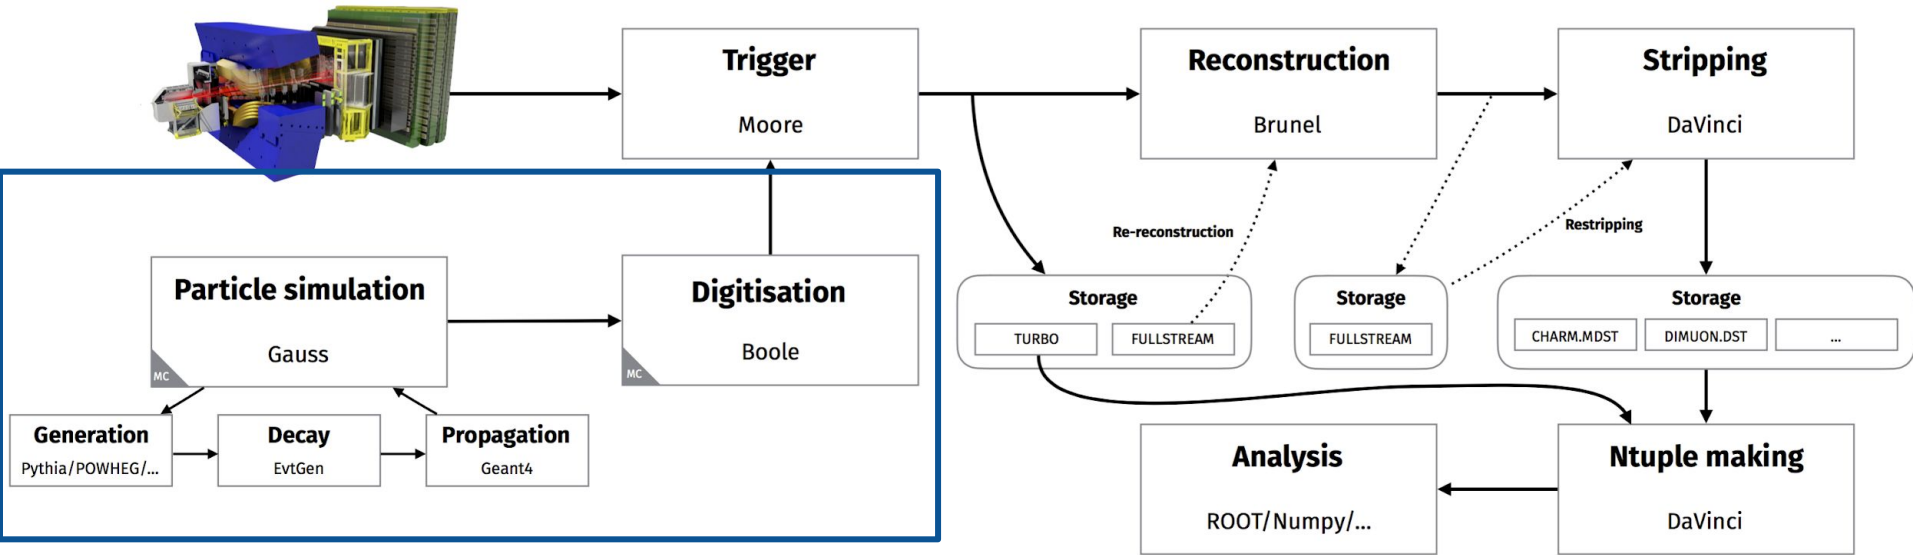 Trigger
Moore
Reconstruction
Brunel
Stripping
DaVinci
Re-reconstruction
Restripping
Particle simulation
Gauss
MC
Digitisation
Boole
MC
Storage
TURBO
FULLSTREAM
Storage
FULLSTREAM
Storage
CHARM.MDST
DIMUON.DST
...
Generation
Pythia/POWHEG/...
Decay
EvtGen
Propagation
Geant4
Analysis
ROOT/Numpy/...
Ntuple making
DaVinci